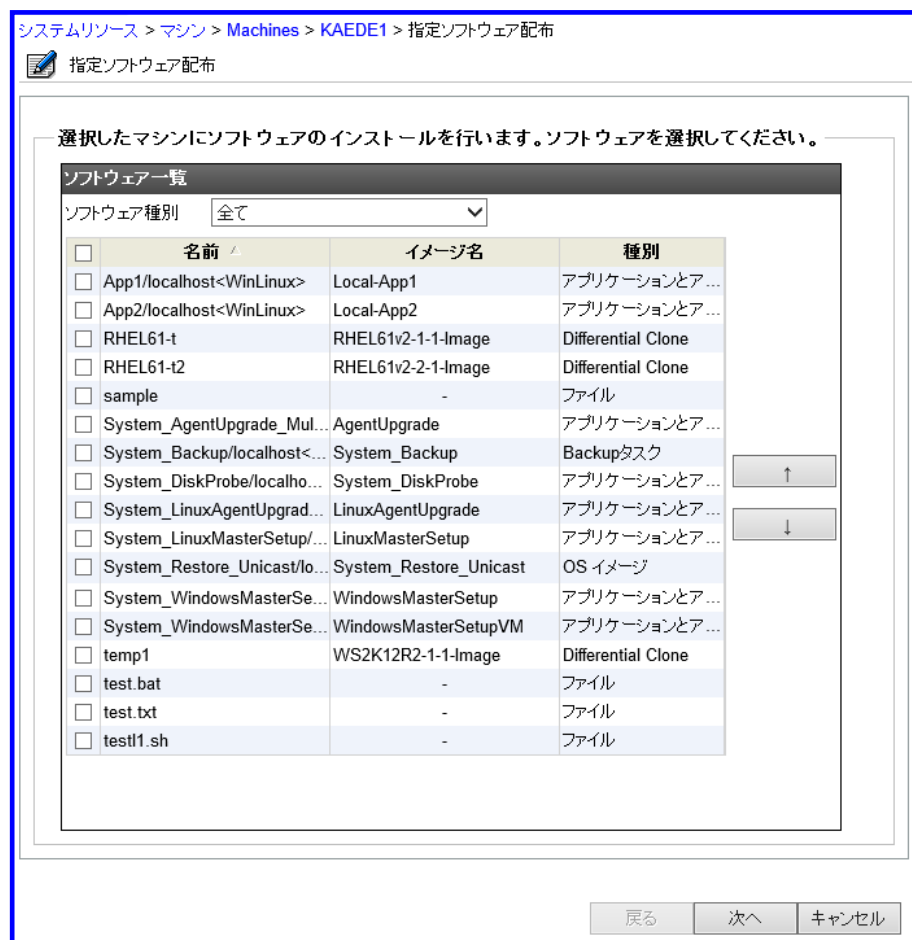 システムリソース > マシン > Machines > KAEDE1 > 指定ソフトウェア配布
指定ソフトウェア配布
選択したマシンにソフトウェアのインストールを行います。ソフトウェアを選択してください。
ソフトウェア一覧
ソフトウェア種別 全て
名前 イメージ名 種別
App1/localhost<WinLinux> Local-App1 アプリケーションとア...
App2/localhost<WinLinux> Local-App2 アプリケーションとア...
RHEL61-t RHEL61v2-1-1-Image Differential Clone
RHEL61-t2 RHEL61v2-2-1-Image Differential Clone
sample - ファイル
System_AgentUpgrade_Mul... AgentUpgrade アプリケーションとア...
System_Backup/localhost<... System_Backup Backupタスク
System_DiskProbe/localho... System_DiskProbe アプリケーションとア...
System_LinuxAgentUpgrad... LinuxAgentUpgrade アプリケーションとア...
System_LinuxMasterSetup/... LinuxMasterSetup アプリケーションとア...
System_Restore_Unicast/lo... System_Restore_Unicast OS イメージ
System_WindowsMasterSe... WindowsMasterSetup アプリケーションとア...
System_WindowsMasterSe... WindowsMasterSetupVM アプリケーションとア...
temp1 WS2K12R2-1-1-Image Differential Clone
test.bat - ファイル
test.txt - ファイル
testl1.sh - ファイル
↑
↓
戻る 次へ キャンセル